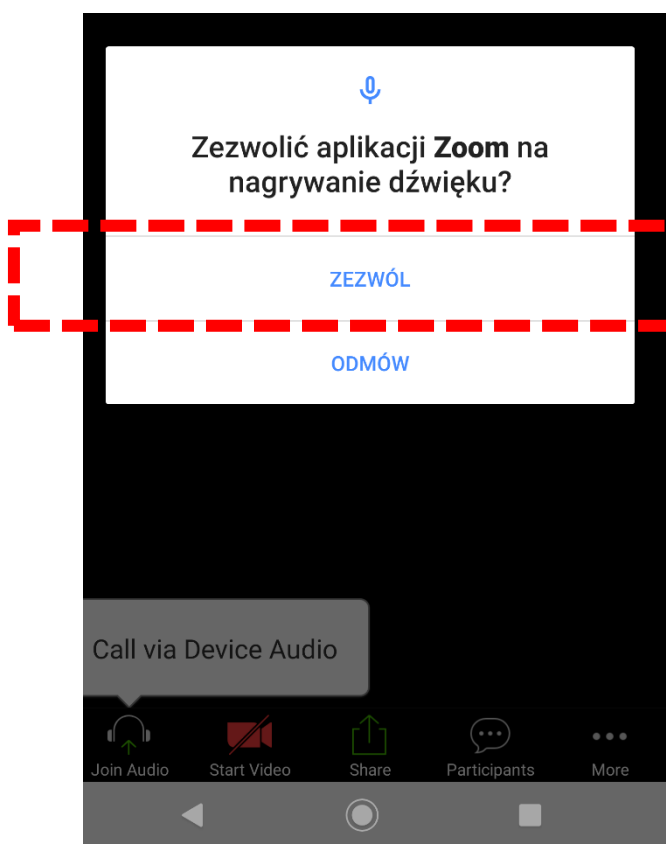 Zezwolić aplikacji Zoom na
nagrywanie dźwięku?
ZEZWÓL
ODMÓW
Call via Device Audio
Join Audio
Start Video
Share
Participants
More